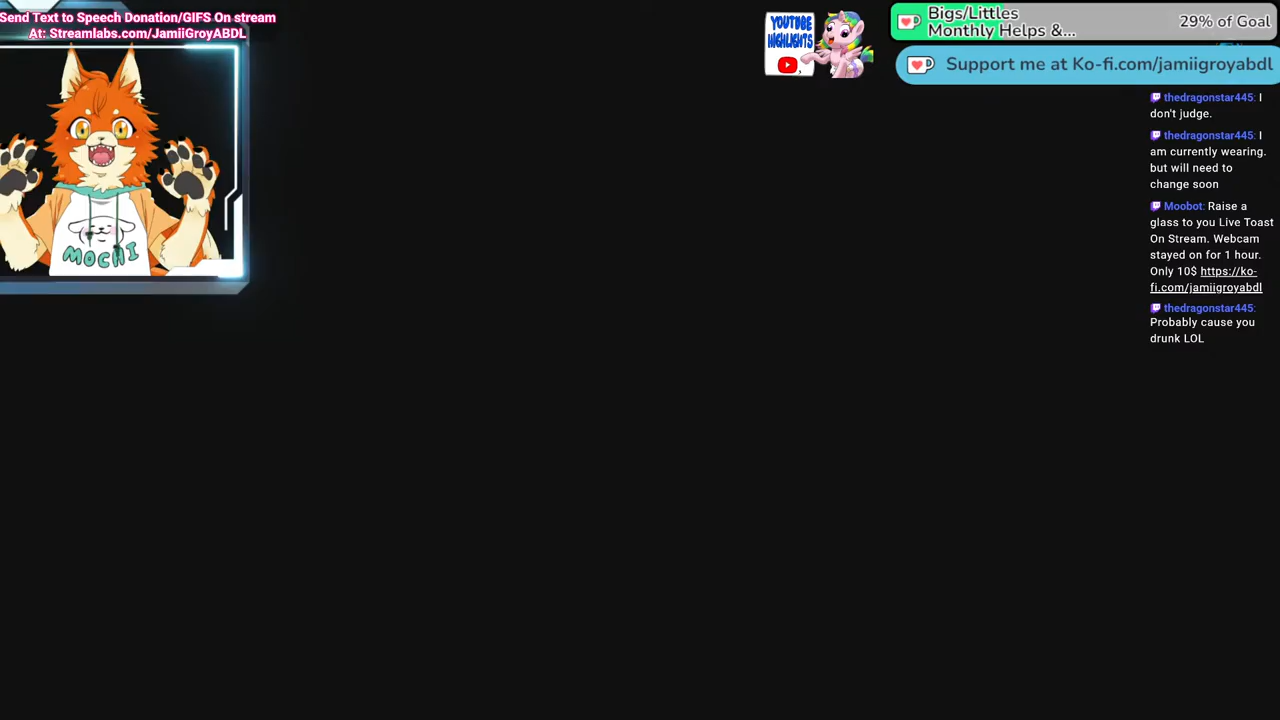 Send Text to Speech Donation/GIFS On stream
At: Streamlabs.com/JamiiGroyABDL
MOCHI
YOUTUBE
HIGHLIGHTS
Bigs/Littles
Monthly Helps &...
29% of Goal
Support me at Ko-fi.com/jamiigroyabdl
thedragonstar445: I
don't judge.
thedragonstar445: I
am currently wearing.
but will need to
change soon
Moobot: Raise a
glass to you Live Toast
On Stream. Webcam
stayed on for 1 hour.
Only 10$ https://ko-
fi.com/jamiigroyabdl
thedragonstar445:
Probably cause you
drunk LOL